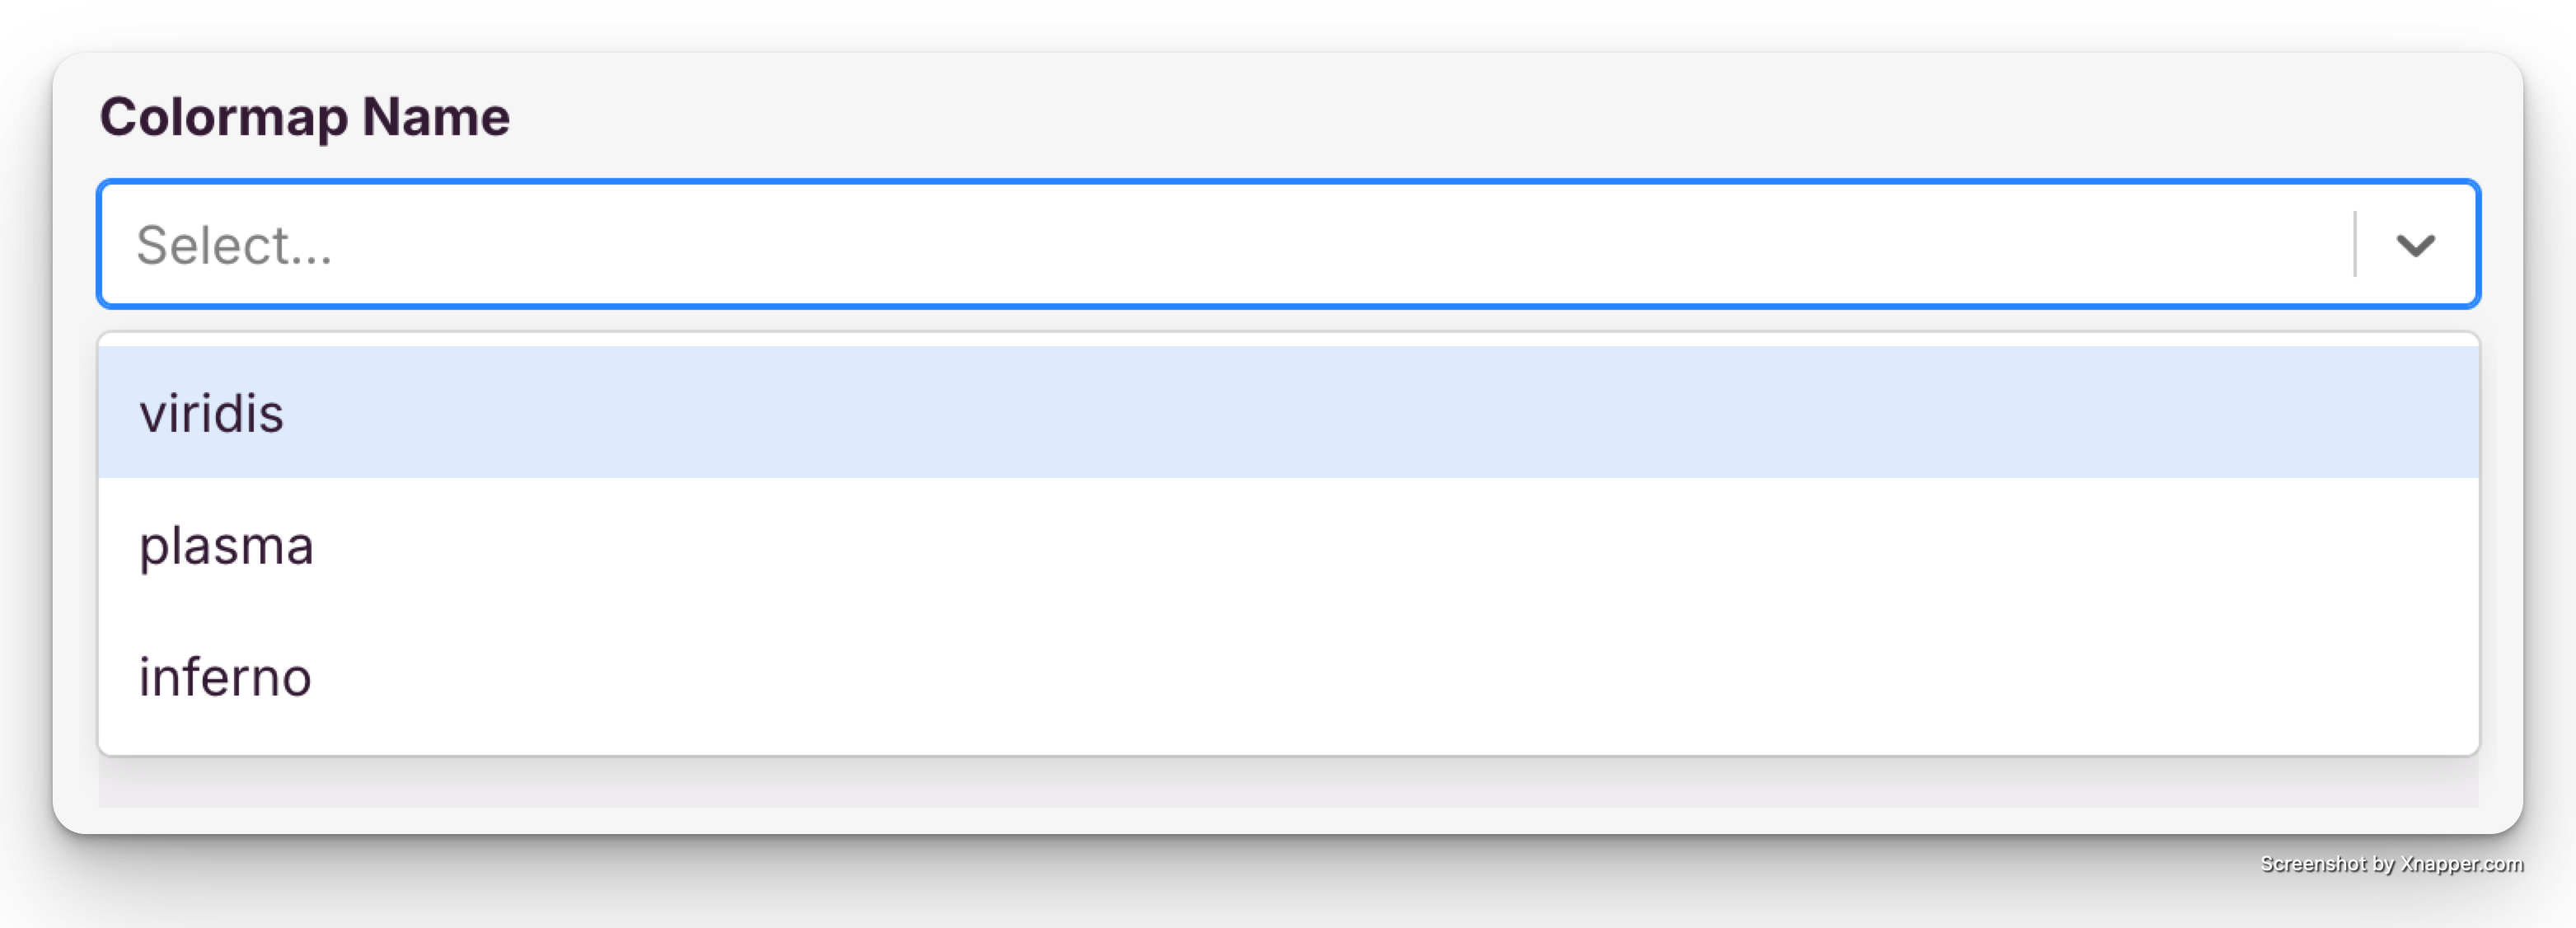 Colormap Name
Select...
viridis
plasma
inferno
Screenshot by Xnapper.com